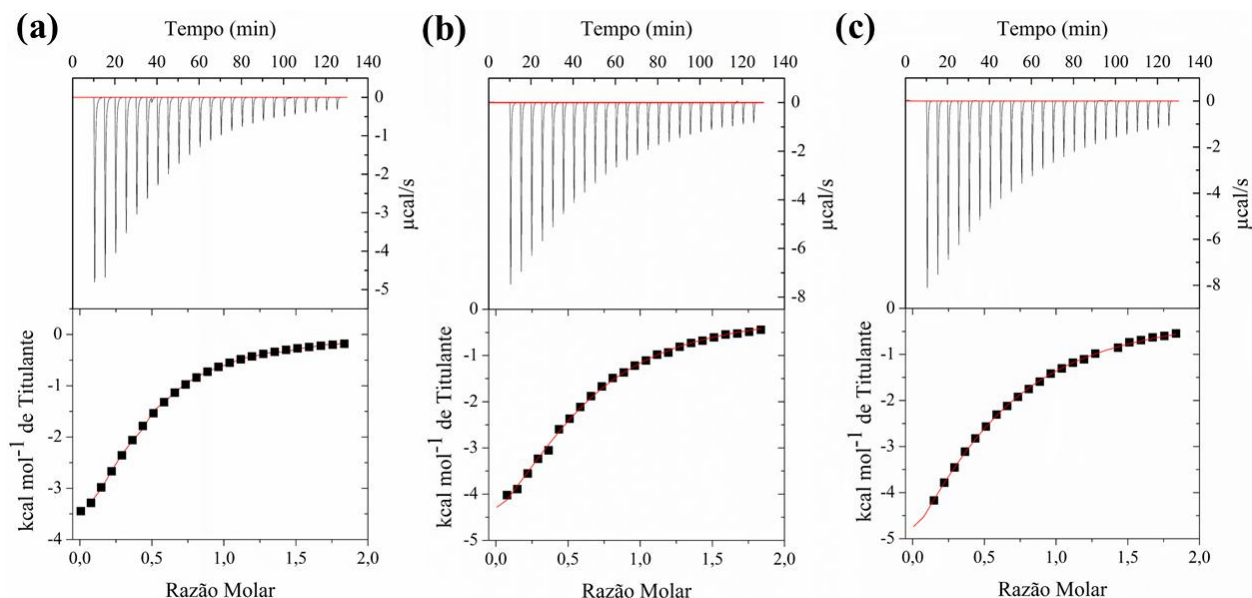 (a)
Tempo (min)
0 20 40 60 80 100 120 140
0
-1
-2
-3
-4
-5
µcal/s
0
-1
-2
-3
-4
kcal mol⁻¹ de Titulante
0,0 0,5 1,0 1,5 2,0
Razão Molar
(b)
Tempo (min)
0 20 40 60 80 100 120 140
0
-2
-4
-6
-8
µcal/s
0
-1
-2
-3
-4
-5
kcal mol⁻¹ de Titulante
0,0 0,5 1,0 1,5 2,0
Razão Molar
(c)
Tempo (min)
0 20 40 60 80 100 120 140
0
-2
-4
-6
-8
µcal/s
0
-1
-2
-3
-4
-5
kcal mol⁻¹ de Titulante
0,0 0,5 1,0 1,5 2,0
Razão Molar